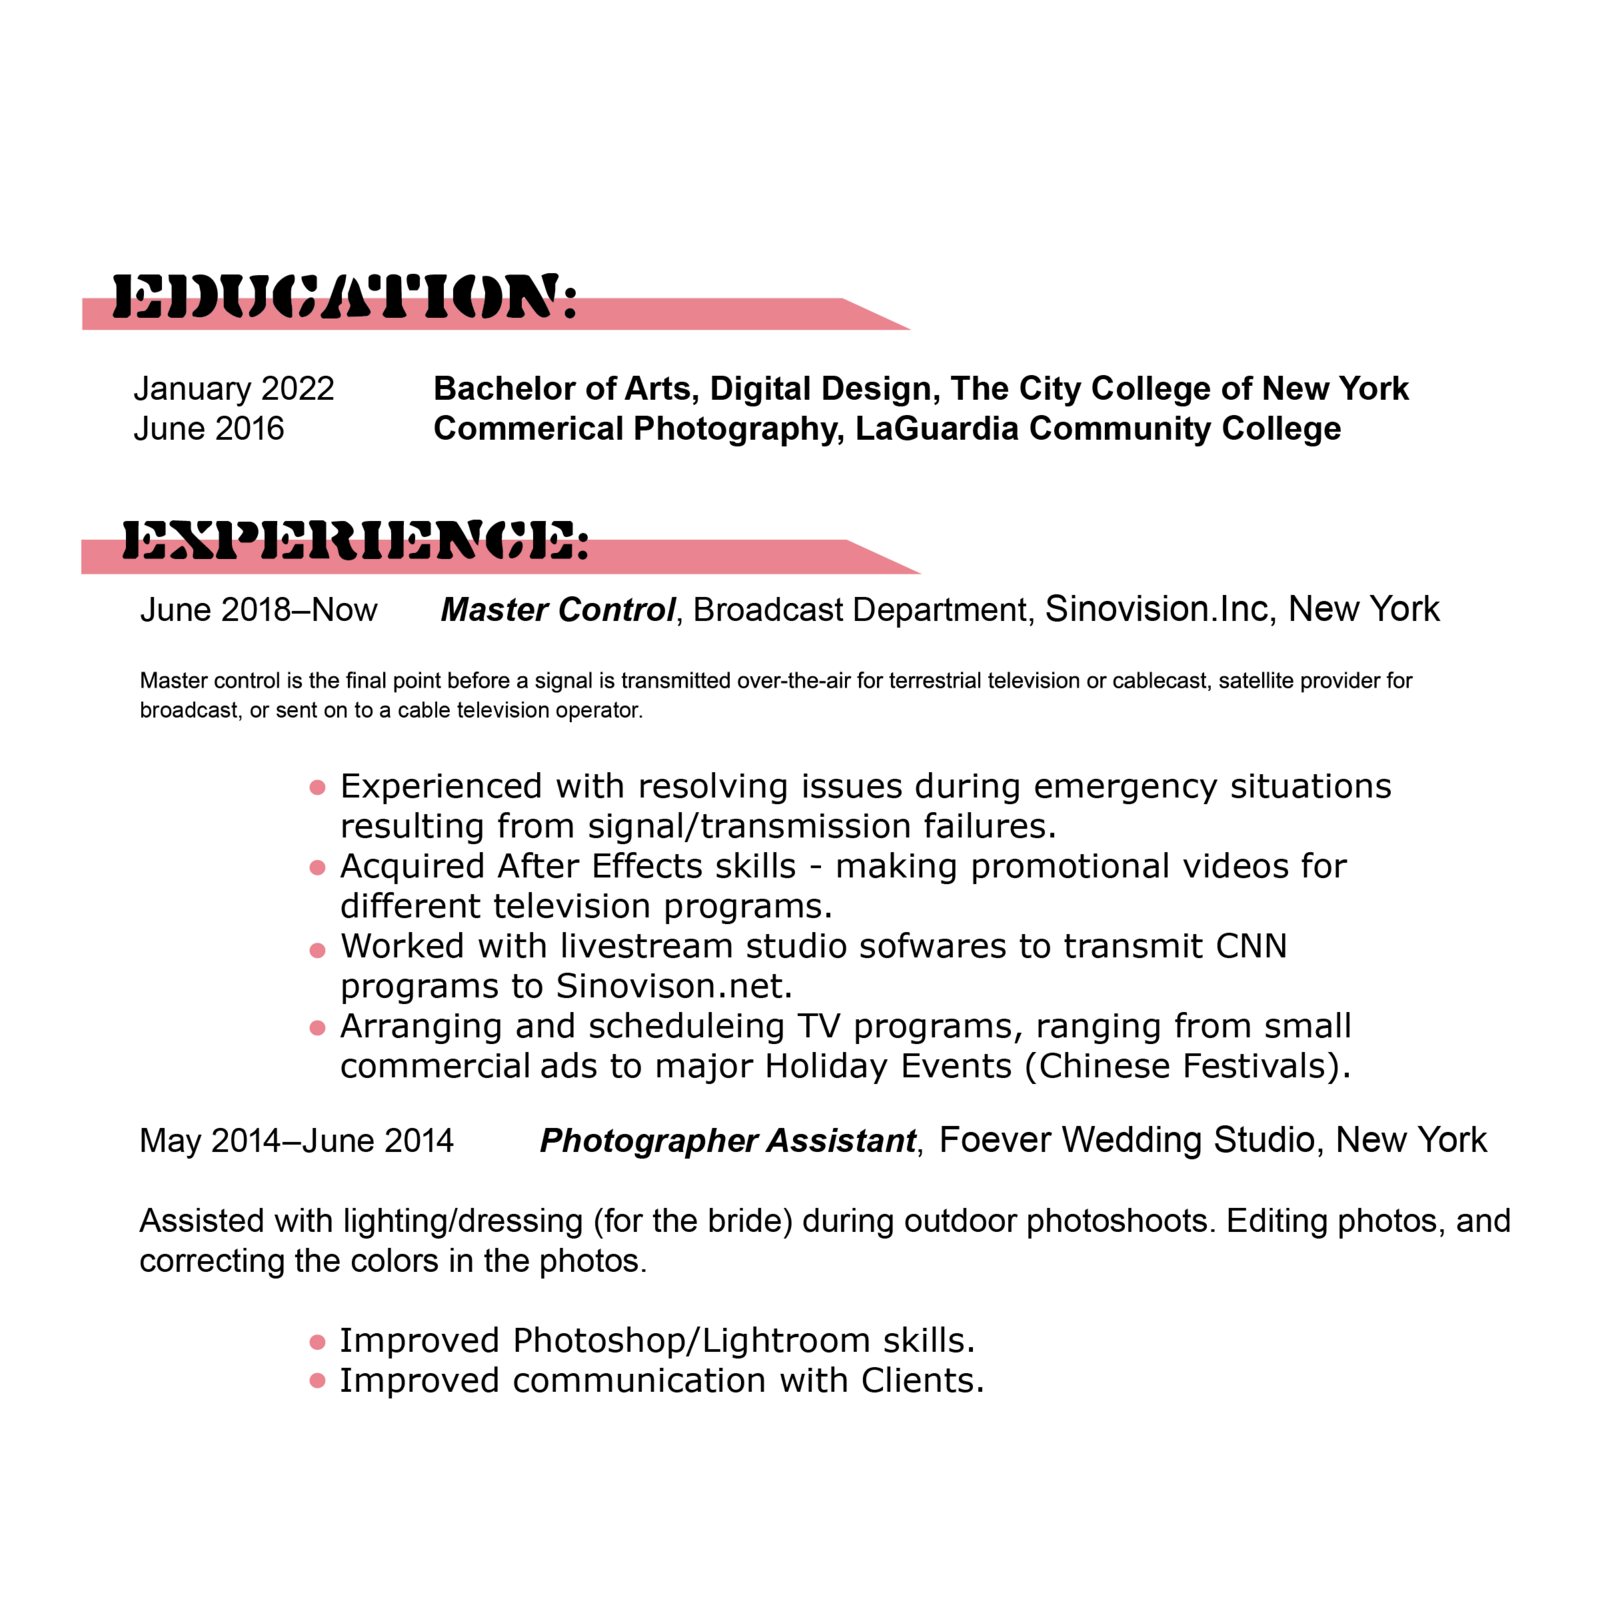 EDUCATION:
January 2022 Bachelor of Arts, Digital Design, The City College of New York
June 2016 Commerical Photography, LaGuardia Community College
EXPERIENCE:
June 2018–Now Master Control, Broadcast Department, Sinovision.Inc, New York
Master control is the final point before a signal is transmitted over-the-air for terrestrial television or cablecast, satellite provider for
broadcast, or sent on to a cable television operator.
● Experienced with resolving issues during emergency situations
resulting from signal/transmission failures.
● Acquired After Effects skills - making promotional videos for
different television programs.
● Worked with livestream studio sofwares to transmit CNN
programs to Sinovison.net.
● Arranging and scheduleing TV programs, ranging from small
commercial ads to major Holiday Events (Chinese Festivals).
May 2014–June 2014 Photographer Assistant, Foever Wedding Studio, New York
Assisted with lighting/dressing (for the bride) during outdoor photoshoots. Editing photos, and
correcting the colors in the photos.
● Improved Photoshop/Lightroom skills.
● Improved communication with Clients.